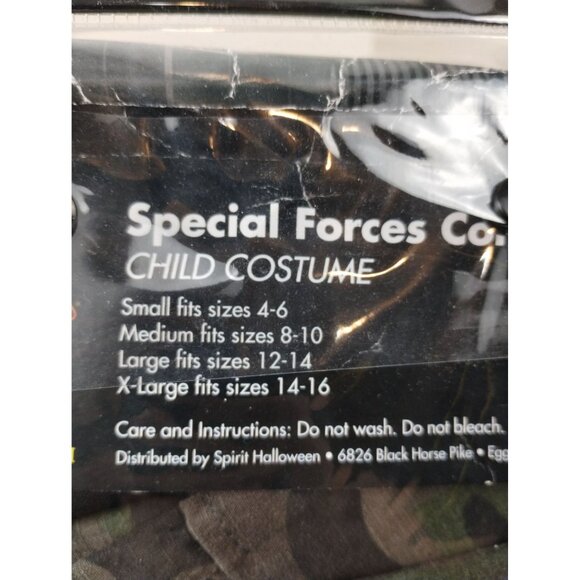 Special Forces Co.
CHILD COSTUME
Small fits sizes 4-6
Medium fits sizes 8-10
Large fits sizes 12-14
X-Large fits sizes 14-16
Care and Instructions: Do not wash. Do not bleach.
Distributed by Spirit Halloween • 6826 Black Horse Pike •